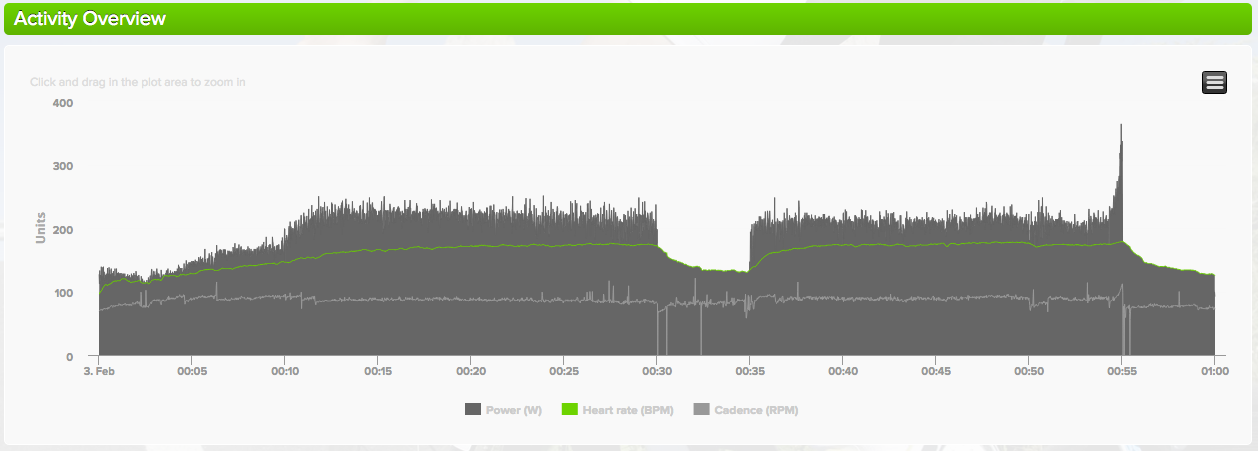 Activity Overview
Click and drag in the plot area to zoom in
400
300
200
100
0
Units
3. Feb 00:05 00:10 00:15 00:20 00:25 00:30 00:35 00:40 00:45 00:50 00:55 01:00
Power (W) Heart rate (BPM) Cadence (RPM)